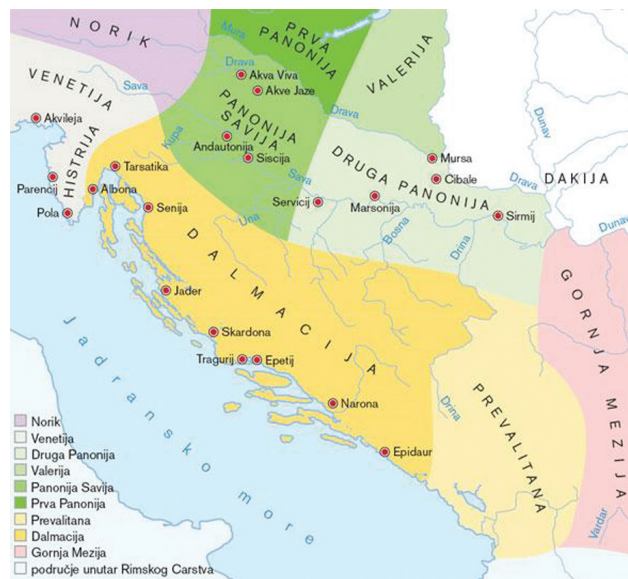 NORIK
PRVA
PANONIJA
VALERIJA
Mura
Drava
Akva Viva
Akve Jaze
VENETIJA
Sava
PANONIJA
SAVIJA
Drava
Dunav
Akvileja
Kupa
Andautonija
Siscija
DRUGA PANONIJA
Mursa
HISTRIJA
Tarsatika
Cibale
Drava
DAKIJA
Parencij
Albona
Sava
Servicij
Marsonija
Sirmij
Pola
Senija
Una
Bosna
Drina
Dunav
DALMACIJA
GORNJA MEZIJA
Jader
Skardona
Tragurij
Epetij
PREVALITANA
Jadransko more
Narona
Drina
Epidaur
Vardar
Norik
Venetija
Druga Panonija
Valerija
Panonija Savija
Prva Panonija
Prevalitana
Dalmacija
Gornja Mezija
područje unutar Rimskog Carstva